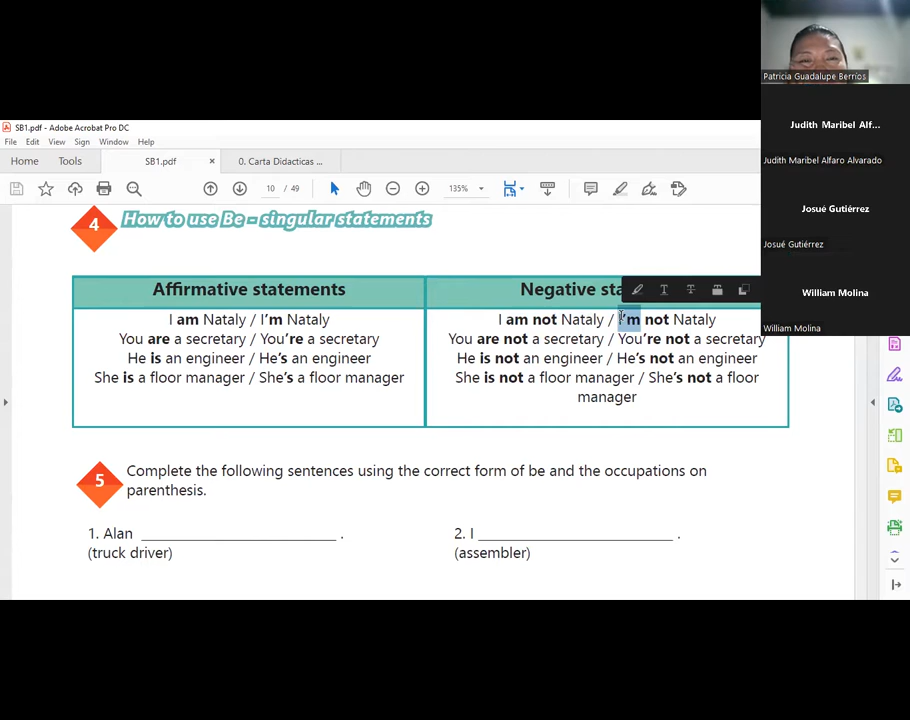 SB1.pdf - Adobe Acrobat Pro DC
File Edit View Sign Window Help
Home Tools SB1.pdf × 0. Carta Didacticas ...
10 / 49 135%
4 How to use Be - singular statements
Affirmative statements
I am Nataly / I'm Nataly
You are a secretary / You're a secretary
He is an engineer / He's an engineer
She is a floor manager / She's a floor manager
Negative sta
I am not Nataly / I'm not Nataly
You are not a secretary / You're not a secretary
He is not an engineer / He's not an engineer
She is not a floor manager / She's not a floor
manager
5 Complete the following sentences using the correct form of be and the occupations on
parenthesis.
1. Alan ______________________ .
(truck driver)
2. I ______________________ .
(assembler)
Patricia Guadalupe Berríos
Judith Maribel Alf...
Judith Maribel Alfaro Alvarado
Josué Gutiérrez
Josué Gutiérrez
William Molina
William Molina